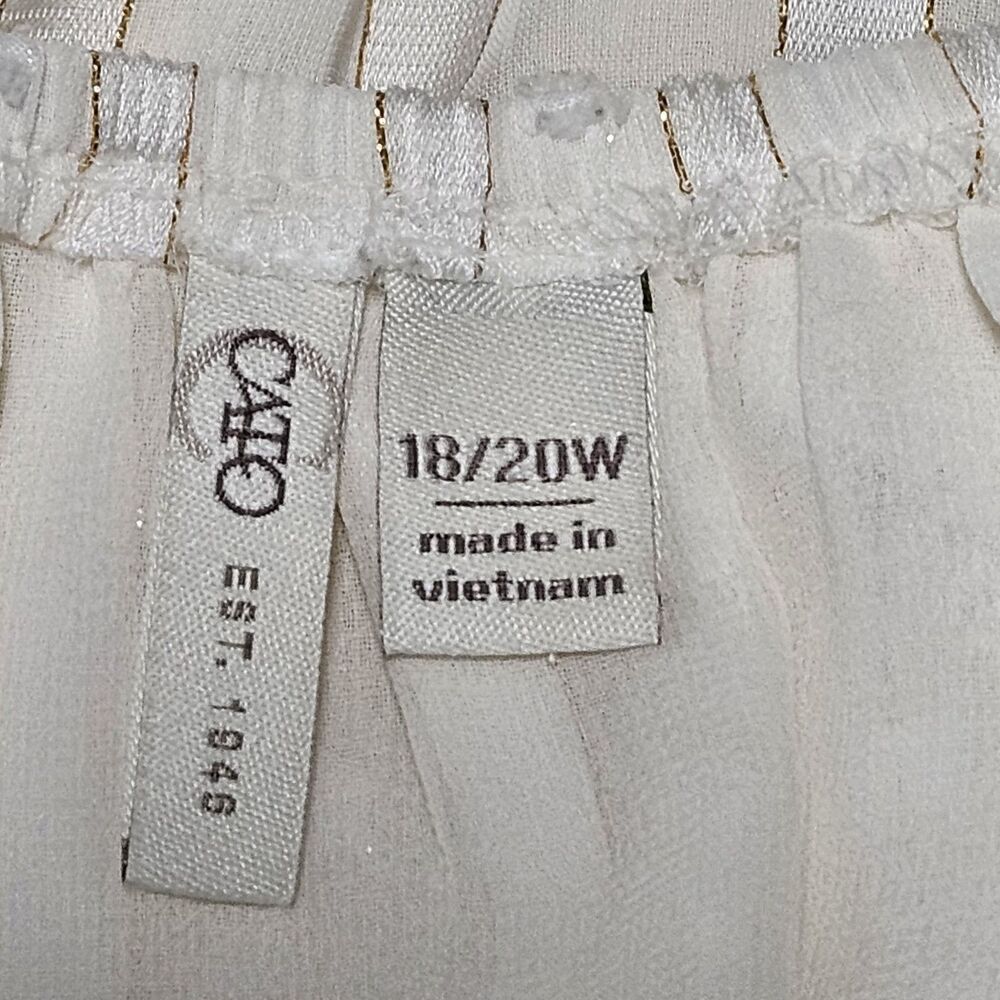 CATO
EST. 1946
18/20W
made in
vietnam